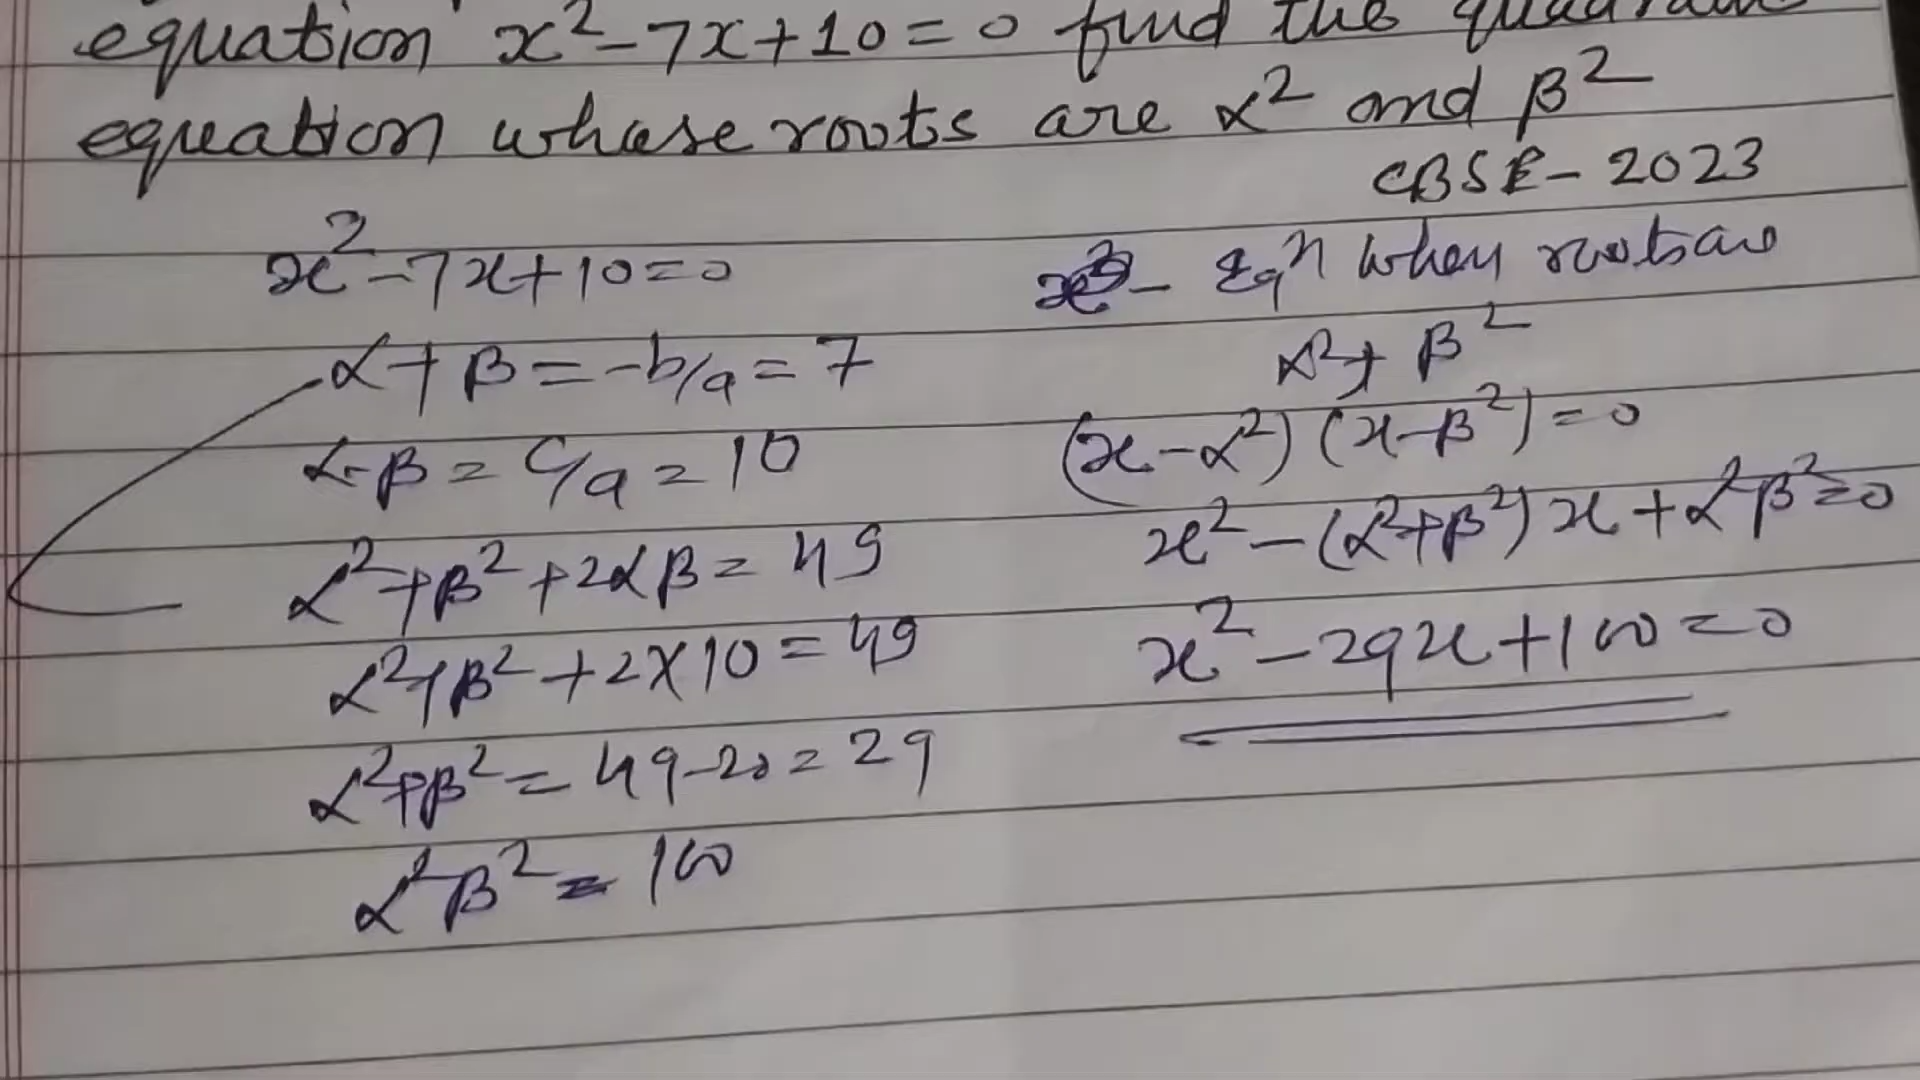 equation x²-7x+10=0 find the quadratic
equation whose roots are α² and β²
CBSE-2023
x²-7x+10=0
α+β=-b/a=7
α·β=c/a=10
α²+β²+2αβ=49
α²+β²+2×10=49
α²+β²=49-20=29
α²β²=100
Eqn when roots are
α²+β²
(x-α²)(x-β²)=0
x²-(α²+β²)x+α²β²=0
x²-29x+100=0